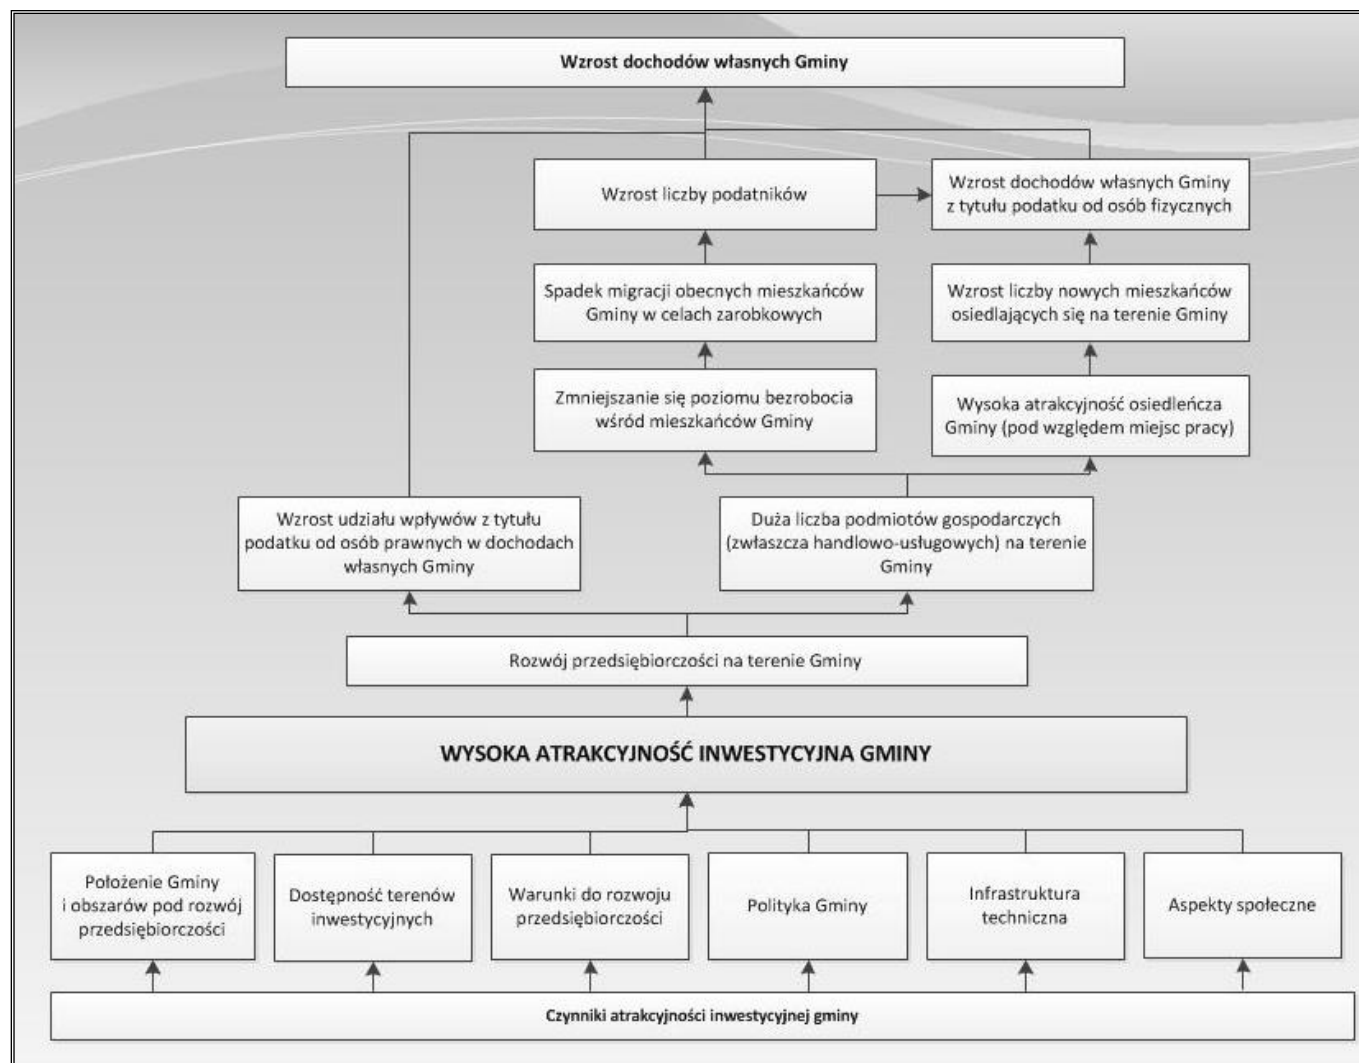 Wzrost dochodów własnych Gminy
Wzrost liczby podatników
Wzrost dochodów własnych Gminy
z tytułu podatku od osób fizycznych
Spadek migracji obecnych mieszkańców
Gminy w celach zarobkowych
Wzrost liczby nowych mieszkańców
osiedlających się na terenie Gminy
Zmniejszanie się poziomu bezrobocia
wśród mieszkańców Gminy
Wysoka atrakcyjność osiedleńcza
Gminy (pod względem miejsc pracy)
Wzrost udziału wpływów z tytułu
podatku od osób prawnych w dochodach
własnych Gminy
Duża liczba podmiotów gospodarczych
(zwłaszcza handlowo-usługowych) na terenie
Gminy
Rozwój przedsiębiorczości na terenie Gminy
WYSOKA ATRAKCYJNOŚĆ INWESTYCYJNA GMINY
Położenie Gminy
i obszarów pod rozwój
przedsiębiorczości
Dostępność terenów
inwestycyjnych
Warunki do rozwoju
przedsiębiorczości
Polityka Gminy
Infrastruktura
techniczna
Aspekty społeczne
Czynniki atrakcyjności inwestycyjnej gminy